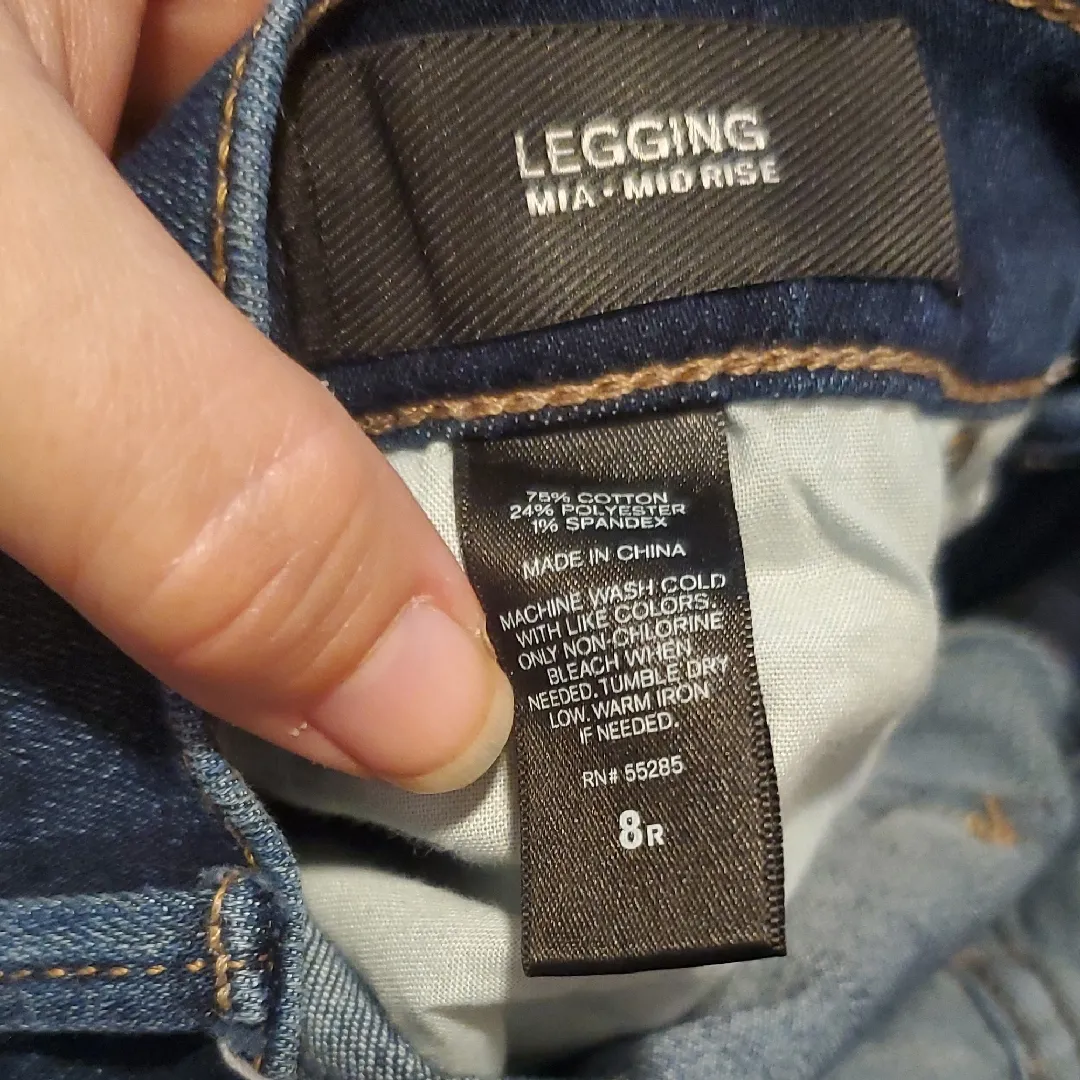 LEGGING
MIA • MID RISE
75% COTTON
24% POLYESTER
1% SPANDEX
MADE IN CHINA
MACHINE WASH COLD
WITH LIKE COLORS.
ONLY NON-CHLORINE
BLEACH WHEN
NEEDED. TUMBLE DRY
LOW. WARM IRON
IF NEEDED.
RN# 55285
8R